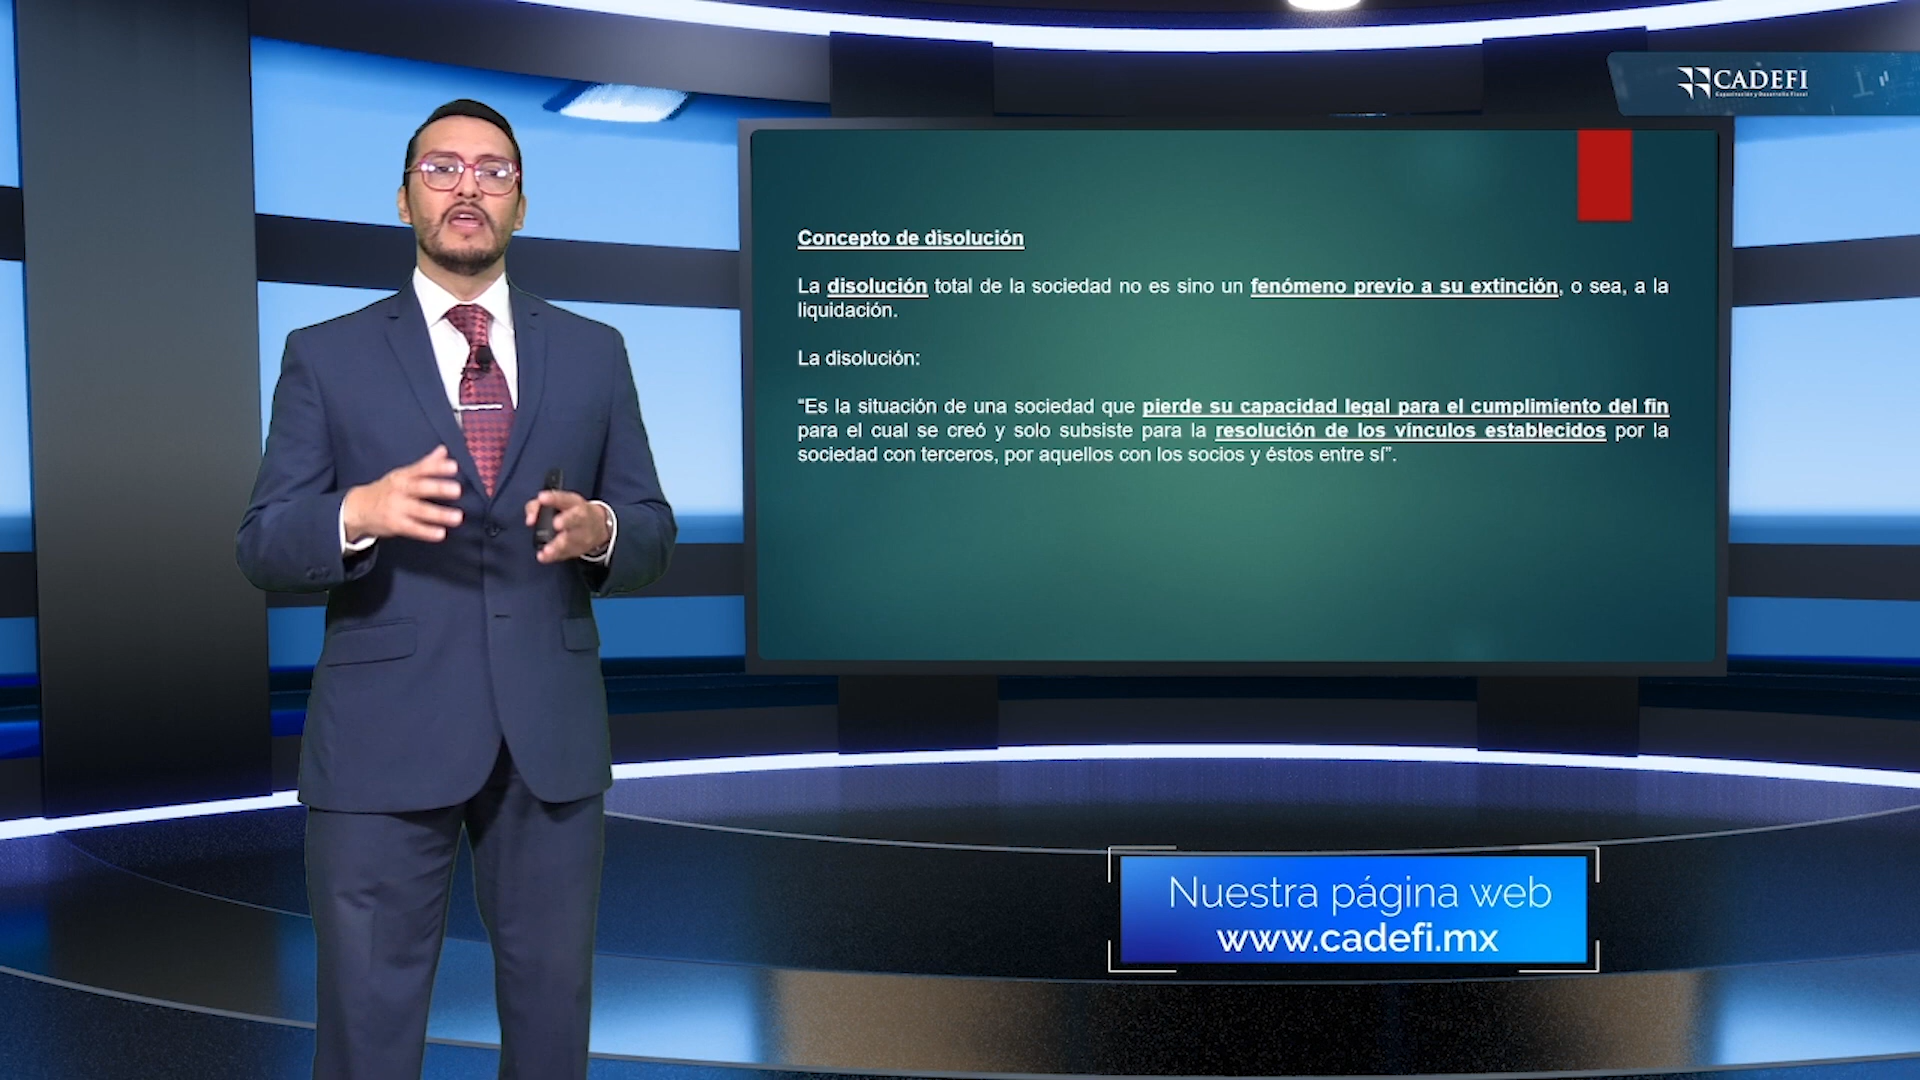 CADEFI
Capacitación y Desarrollo Fiscal
Concepto de disolución
La disolución total de la sociedad no es sino un fenómeno previo a su extinción, o sea, a la
liquidación.
La disolución:
“Es la situación de una sociedad que pierde su capacidad legal para el cumplimiento del fin
para el cual se creó y solo subsiste para la resolución de los vínculos establecidos por la
sociedad con terceros, por aquellos con los socios y éstos entre sí”.
Nuestra página web
www.cadefi.mx